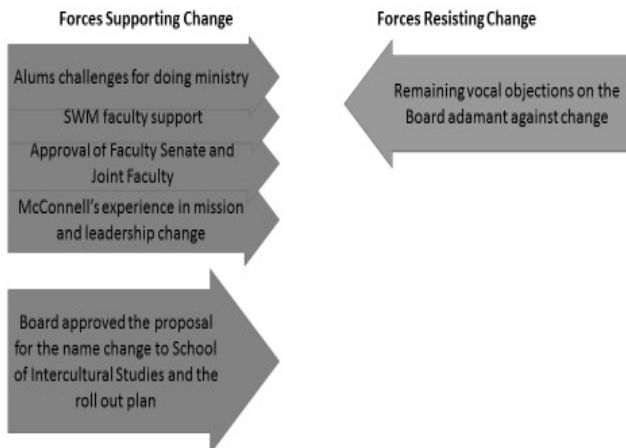 Forces Supporting Change
Forces Resisting Change
Alums challenges for doing ministry
SWM faculty support
Approval of Faculty Senate and
Joint Faculty
McConnell's experience in mission
and leadership change
Board approved the proposal
for the name change to School
of Intercultural Studies and the
roll out plan
Remaining vocal objections on the
Board adamant against change